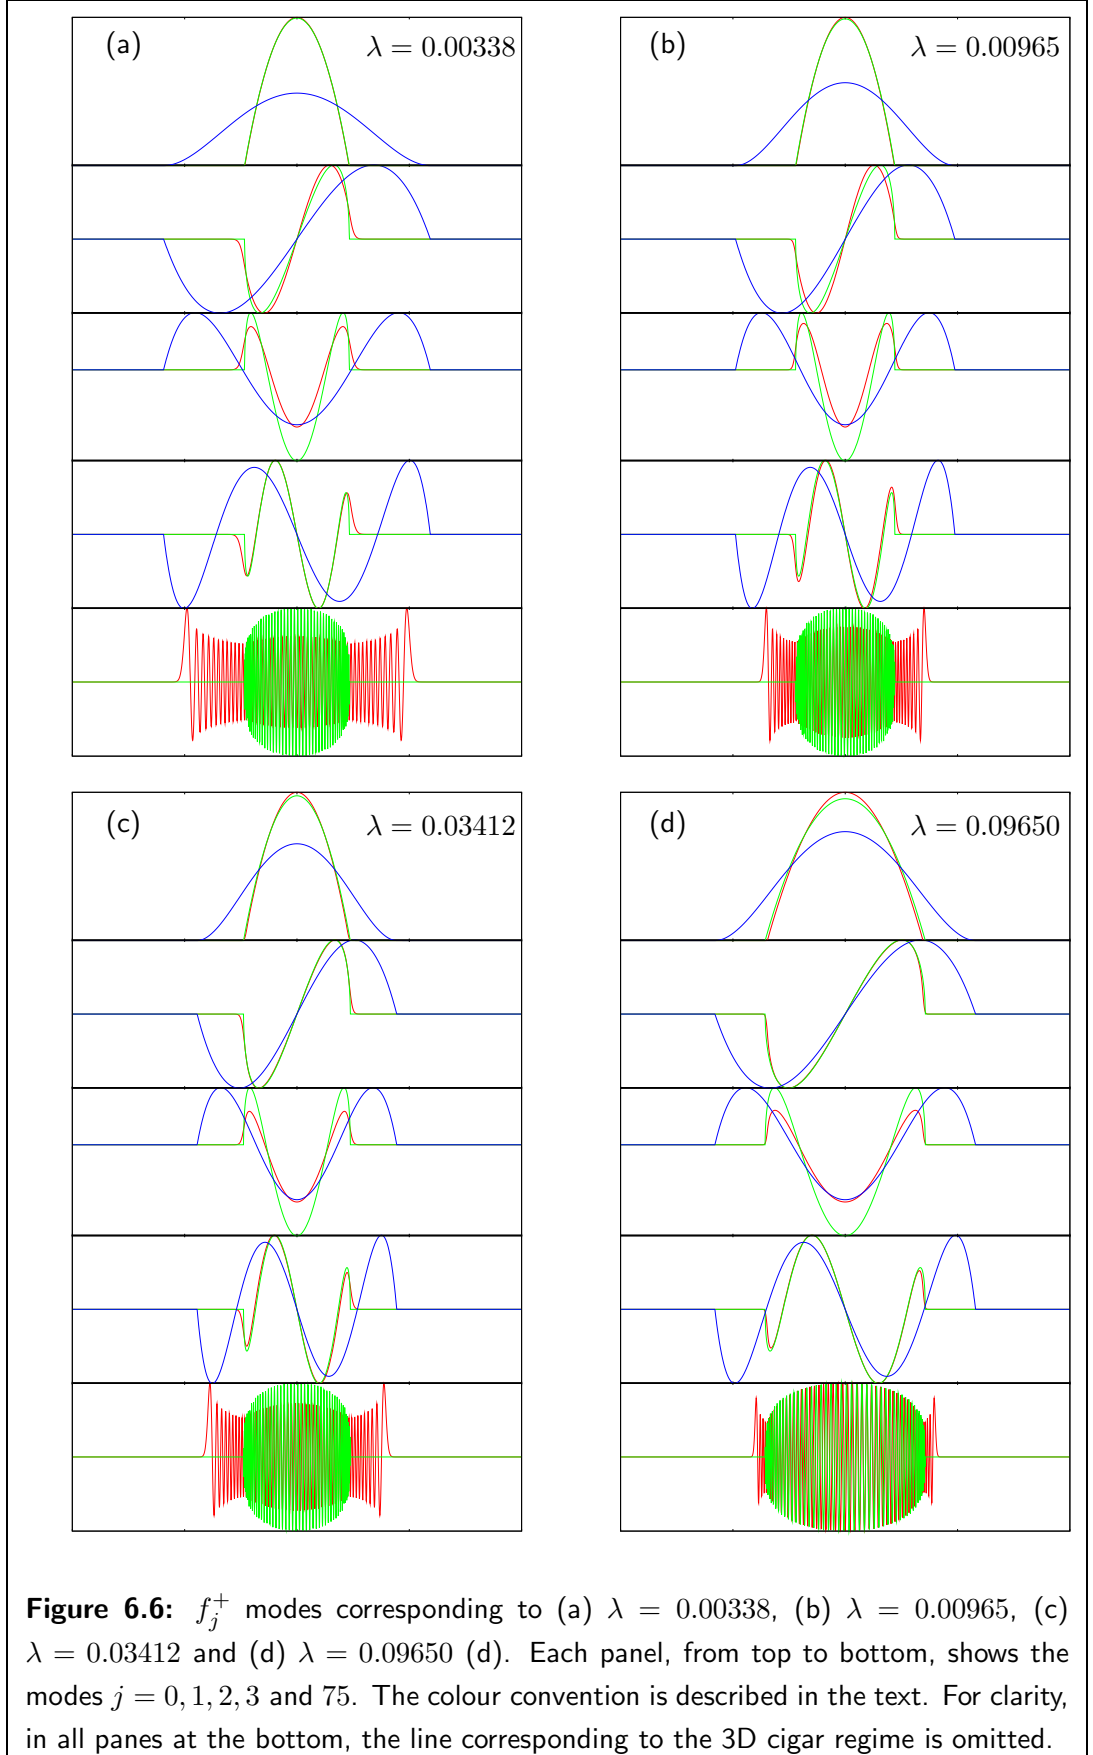 (a) λ = 0.00338
(b) λ = 0.00965
(c) λ = 0.03412
(d) λ = 0.09650
Figure 6.6: f_j^+ modes corresponding to (a) λ = 0.00338, (b) λ = 0.00965, (c)
λ = 0.03412 and (d) λ = 0.09650 (d). Each panel, from top to bottom, shows the
modes j = 0, 1, 2, 3 and 75. The colour convention is described in the text. For clarity,
in all panes at the bottom, the line corresponding to the 3D cigar regime is omitted.